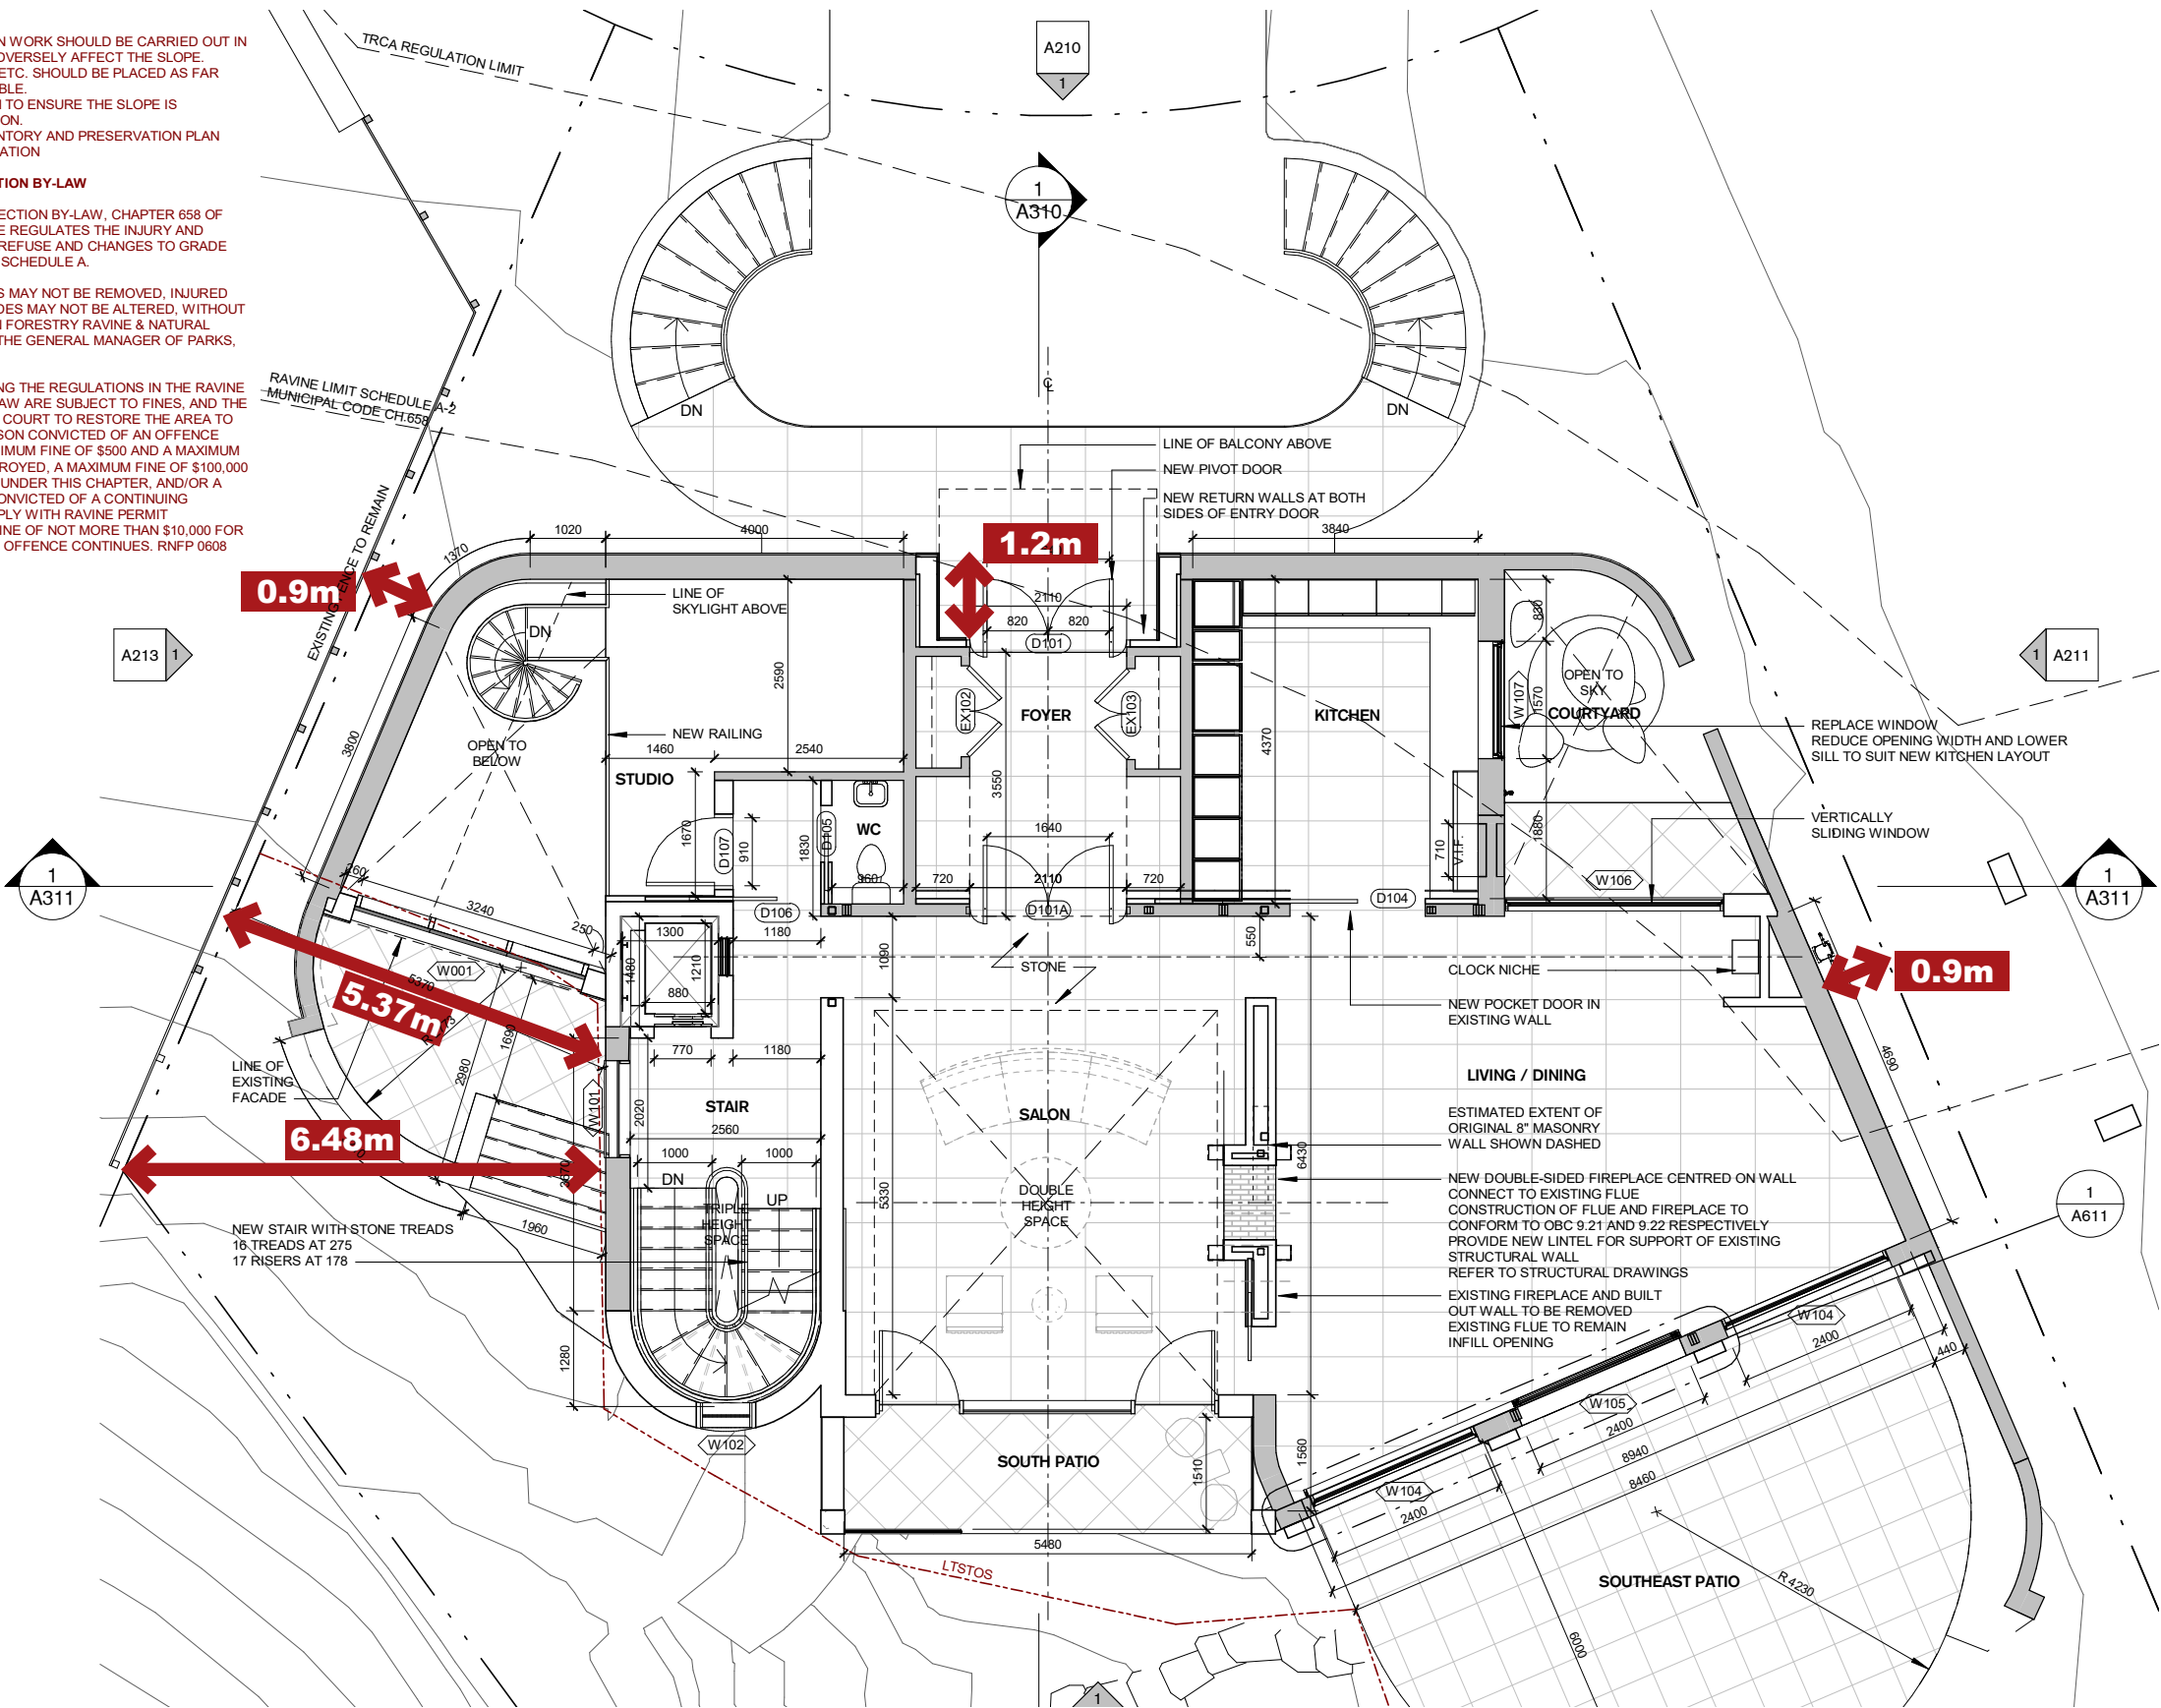 N WORK SHOULD BE CARRIED OUT IN
DVERSELY AFFECT THE SLOPE.
ETC. SHOULD BE PLACED AS FAR
BLE.
N TO ENSURE THE SLOPE IS
ION.
NTORY AND PRESERVATION PLAN
ATION
TION BY-LAW
ECTION BY-LAW, CHAPTER 658 OF
E REGULATES THE INJURY AND
REFUSE AND CHANGES TO GRADE
SCHEDULE A.
S MAY NOT BE REMOVED, INJURED
DES MAY NOT BE ALTERED, WITHOUT
N FORESTRY RAVINE & NATURAL
THE GENERAL MANAGER OF PARKS,
NG THE REGULATIONS IN THE RAVINE
AW ARE SUBJECT TO FINES, AND THE
COURT TO RESTORE THE AREA TO
SON CONVICTED OF AN OFFENCE
IMUM FINE OF $500 AND A MAXIMUM
ROYED, A MAXIMUM FINE OF $100,000
UNDER THIS CHAPTER, AND/OR A
ONVICTED OF A CONTINUING
PLY WITH RAVINE PERMIT
INE OF NOT MORE THAN $10,000 FOR
OFFENCE CONTINUES. RNFP 0608
TRCA REGULATION LIMIT
A210
1
1
A310
RAVINE LIMIT SCHEDULE A-2
MUNICIPAL CODE CH.658
EXISTING FENCE TO REMAIN
DN
DN
LINE OF BALCONY ABOVE
NEW PIVOT DOOR
NEW RETURN WALLS AT BOTH
SIDES OF ENTRY DOOR
1020
4000
3840
1370
1.2m
0.9m
LINE OF
SKYLIGHT ABOVE
2110
820
820
D101
DN
A213
1
1
A211
830
2590
EX102
EX103
FOYER
KITCHEN
OPEN TO
SKY
COURTYARD
W107
1570
REPLACE WINDOW
REDUCE OPENING WIDTH AND LOWER
SILL TO SUIT NEW KITCHEN LAYOUT
3800
OPEN TO
BELOW
NEW RAILING
1460
2540
STUDIO
3550
4370
1670
D107
910
1830
D105
WC
960
1640
710
V.I.F.
1880
VERTICALLY
SLIDING WINDOW
1
A311
1
A311
260
3240
250
720
2110
720
D106
D101A
D104
W106
1300
1180
1480
1210
880
1090
550
STONE
CLOCK NICHE
0.9m
W001
5370
5.37m
1690
2980
NEW POCKET DOOR IN
EXISTING WALL
770
1180
4690
LINE OF
EXISTING
FACADE
W101
2020
STAIR
2560
SALON
LIVING / DINING
6.48m
1000
1000
ESTIMATED EXTENT OF
ORIGINAL 8" MASONRY
WALL SHOWN DASHED
6430
DN
UP
TRIPLE
HEIGHT
SPACE
5330
DOUBLE
HEIGHT
SPACE
NEW DOUBLE-SIDED FIREPLACE CENTRED ON WALL
CONNECT TO EXISTING FLUE
CONSTRUCTION OF FLUE AND FIREPLACE TO
CONFORM TO OBC 9.21 AND 9.22 RESPECTIVELY
PROVIDE NEW LINTEL FOR SUPPORT OF EXISTING
STRUCTURAL WALL
REFER TO STRUCTURAL DRAWINGS
1
A611
NEW STAIR WITH STONE TREADS
16 TREADS AT 275
17 RISERS AT 178
1960
EXISTING FIREPLACE AND BUILT
OUT WALL TO BE REMOVED
EXISTING FLUE TO REMAIN
INFILL OPENING
1280
W104
2400
440
W105
2400
8940
8460
W102
SOUTH PATIO
1510
1560
W104
2400
5480
LTSTOS
SOUTHEAST PATIO
R 4230
6000
1